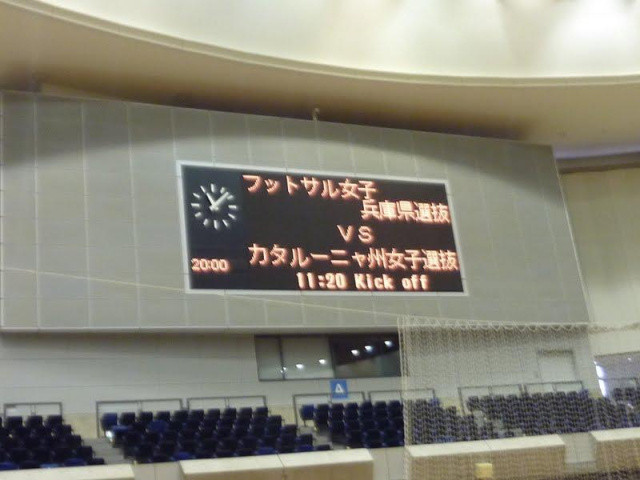 フットサル女子
兵庫県選抜
VS
カタルーニャ州女子選抜
20:00
11:20 Kick off